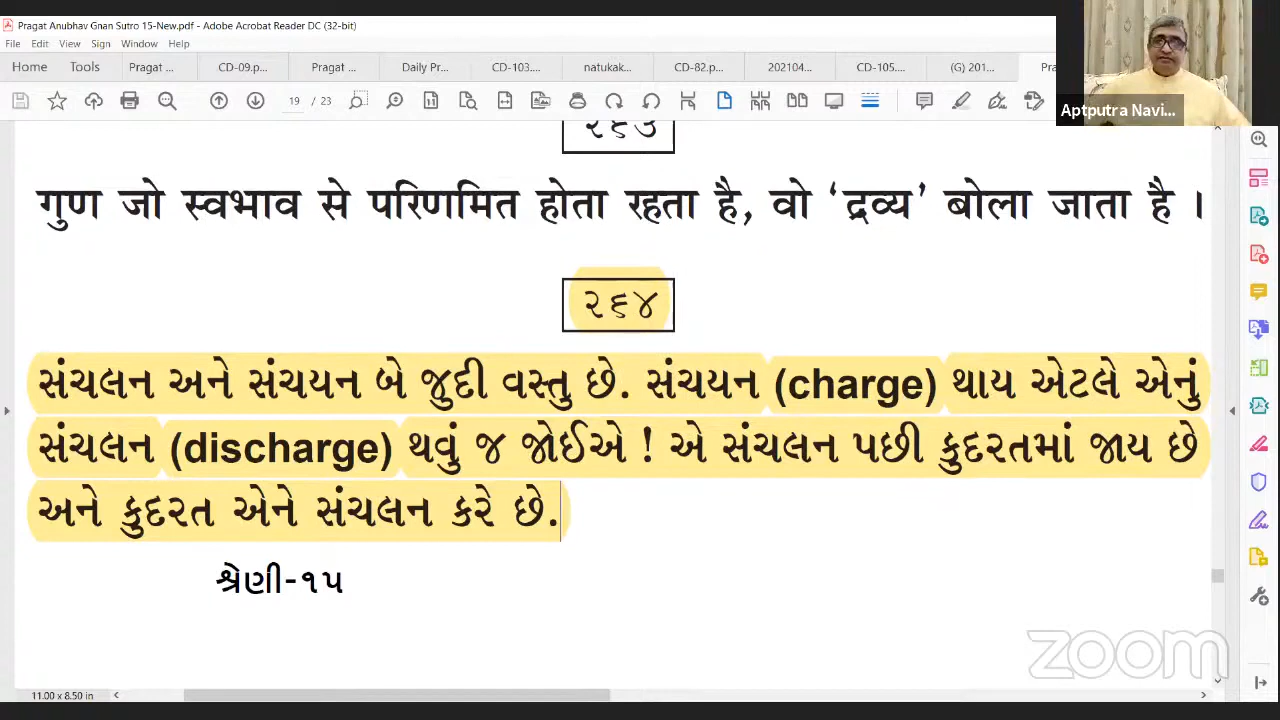 Pragat Anubhav Gnan Sutro 15-New.pdf - Adobe Acrobat Reader DC (32-bit)
File Edit View Sign Window Help
Home Tools Pragat ... CD-09.p... Pragat Daily Pr... CD-103.... natukak... CD-82.p... 202104... CD-105.... (G) 201... Pra
19 / 23
Aptputra Navi...
૨૬૩
गुण जो स्वभाव से परिणमित होता रहता है, वो ‘द्रव्य’ बोला जाता है ।
૨૬૪
સંચલન અને સંચયન બે જુદી વસ્તુ છે. સંચયન (charge) થાય એટલે એનું
સંચલન (discharge) થવું જ જોઈએ ! એ સંચલન પછી કુદરતમાં જાય છે
અને કુદરત એને સંચલન કરે છે.
શ્રેણી-૧૫
zoom
11.00 x 8.50 in